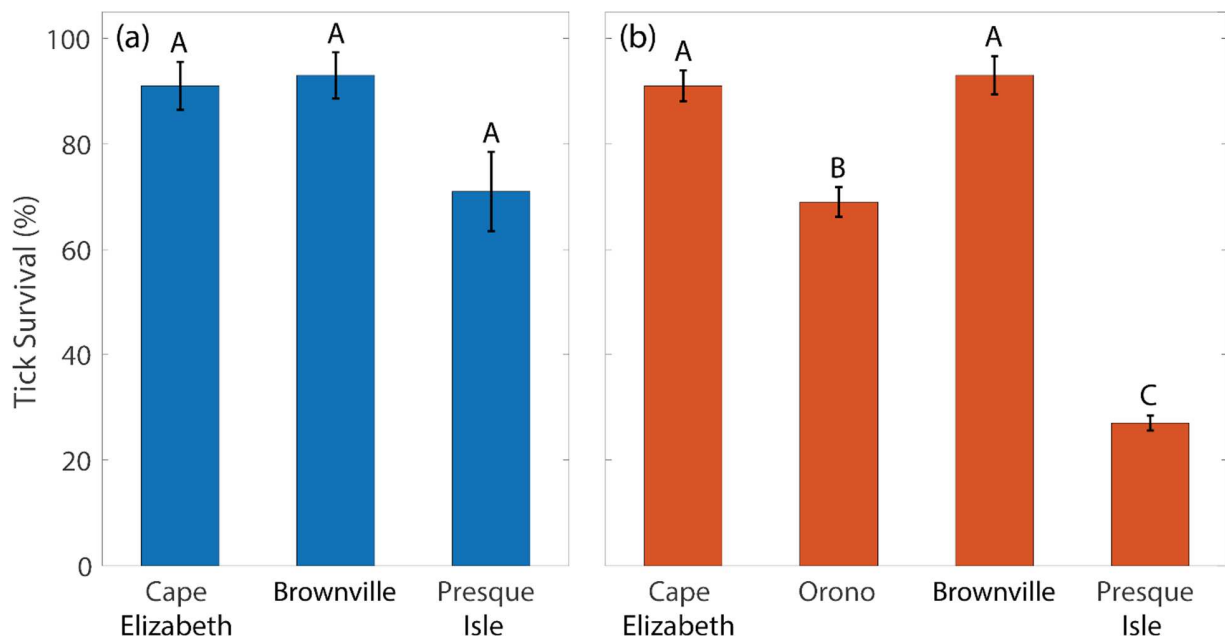 (a)
(b)
A
A
A
A
B
A
C
100
80
60
40
20
0
Tick Survival (%)
Cape
Elizabeth
Brownville
Presque
Isle
Cape
Elizabeth
Orono
Brownville
Presque
Isle